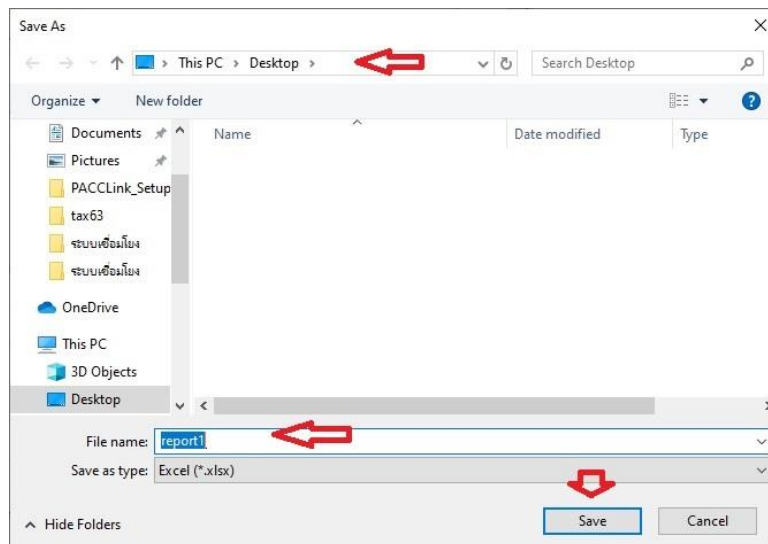 Save As
This PC > Desktop >
Search Desktop
Organize
New folder
Documents
Name
Date modified
Type
Pictures
PACCLink_Setup
tax63
ระบบเชื่อมโยง
ระบบเชื่อมโยง
OneDrive
This PC
3D Objects
Desktop
File name: report1
Save as type: Excel (*.xlsx)
Hide Folders
Save
Cancel